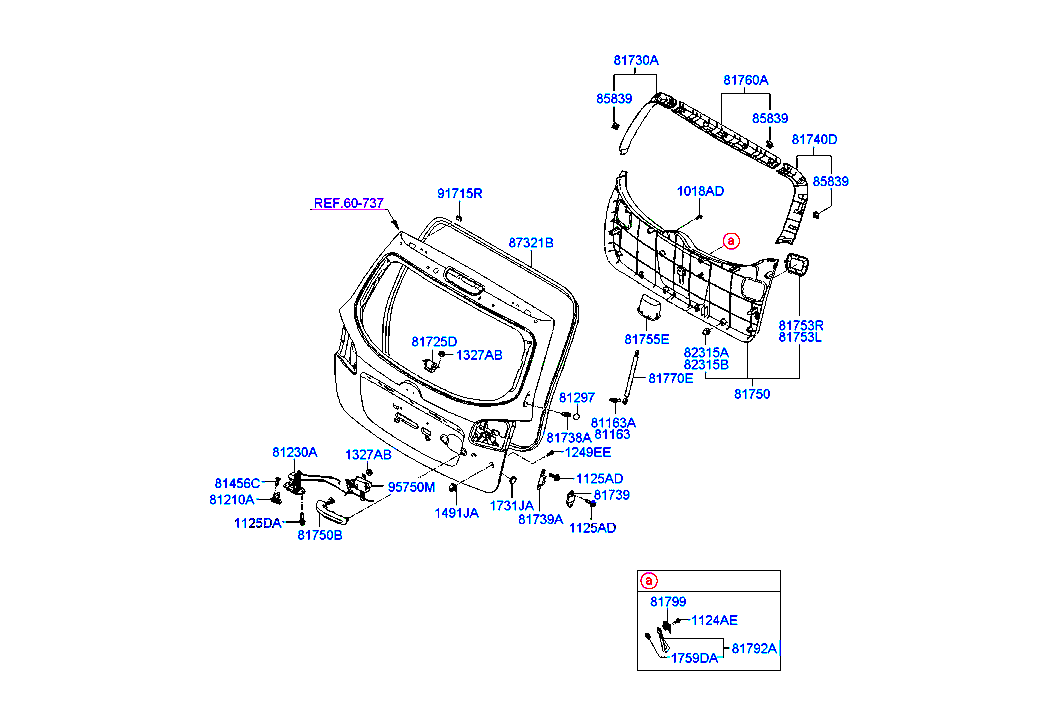 81730A
81760A
85839
85839
81740D
85839
1018AD
91715R
REF.60-737
a
87321B
81753R
81753L
81755E
81725D
1327AB
82315A
82315B
81770E
81750
81297
81163A
81163
81738A
1249EE
81230A
1327AB
81456C
81210A
95750M
1125AD
81739
1125DA
81750B
1491JA
1731JA
81739A
1125AD
a
81799
1124AE
81792A
1759DA